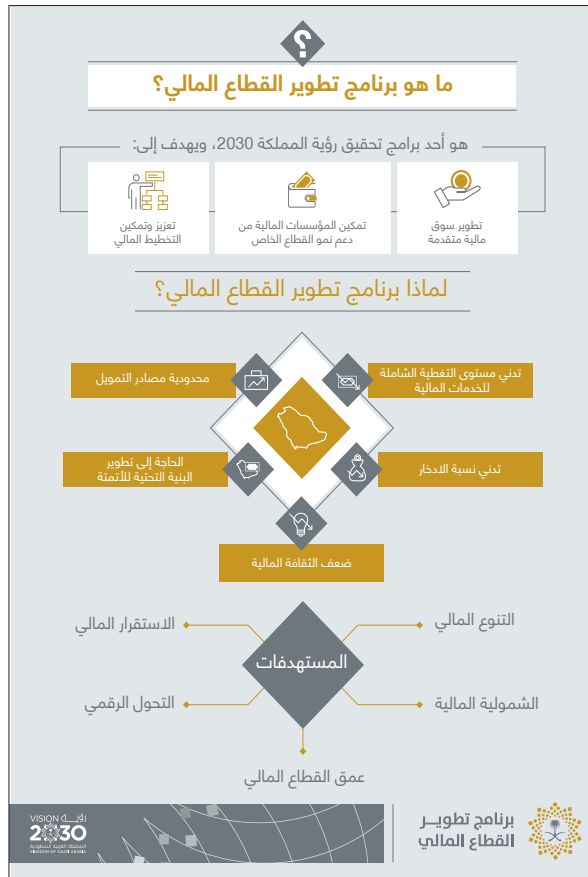 ؟
ما هو برنامج تطوير القطاع المالي؟
هو أحد برامج تحقيق رؤية المملكة 2030، ويهدف إلى:
تطوير سوق
مالية متقدمة
تمكين المؤسسات المالية من
دعم نمو القطاع الخاص
تعزيز وتمكين
التخطيط المالي
لماذا برنامج تطوير القطاع المالي؟
تدني مستوى التغطية الشاملة
للخدمات المالية
محدودية مصادر التمويل
تدني نسبة الادخار
الحاجة إلى تطوير
البنية التحتية للأتمتة
ضعف الثقافة المالية
المستهدفات
التنوع المالي
الاستقرار المالي
الشمولية المالية
التحول الرقمي
عمق القطاع المالي
برنامج تطوير
القطاع المالي
VISION رؤية
2030
المملكة العربية السعودية
KINGDOM OF SAUDI ARABIA